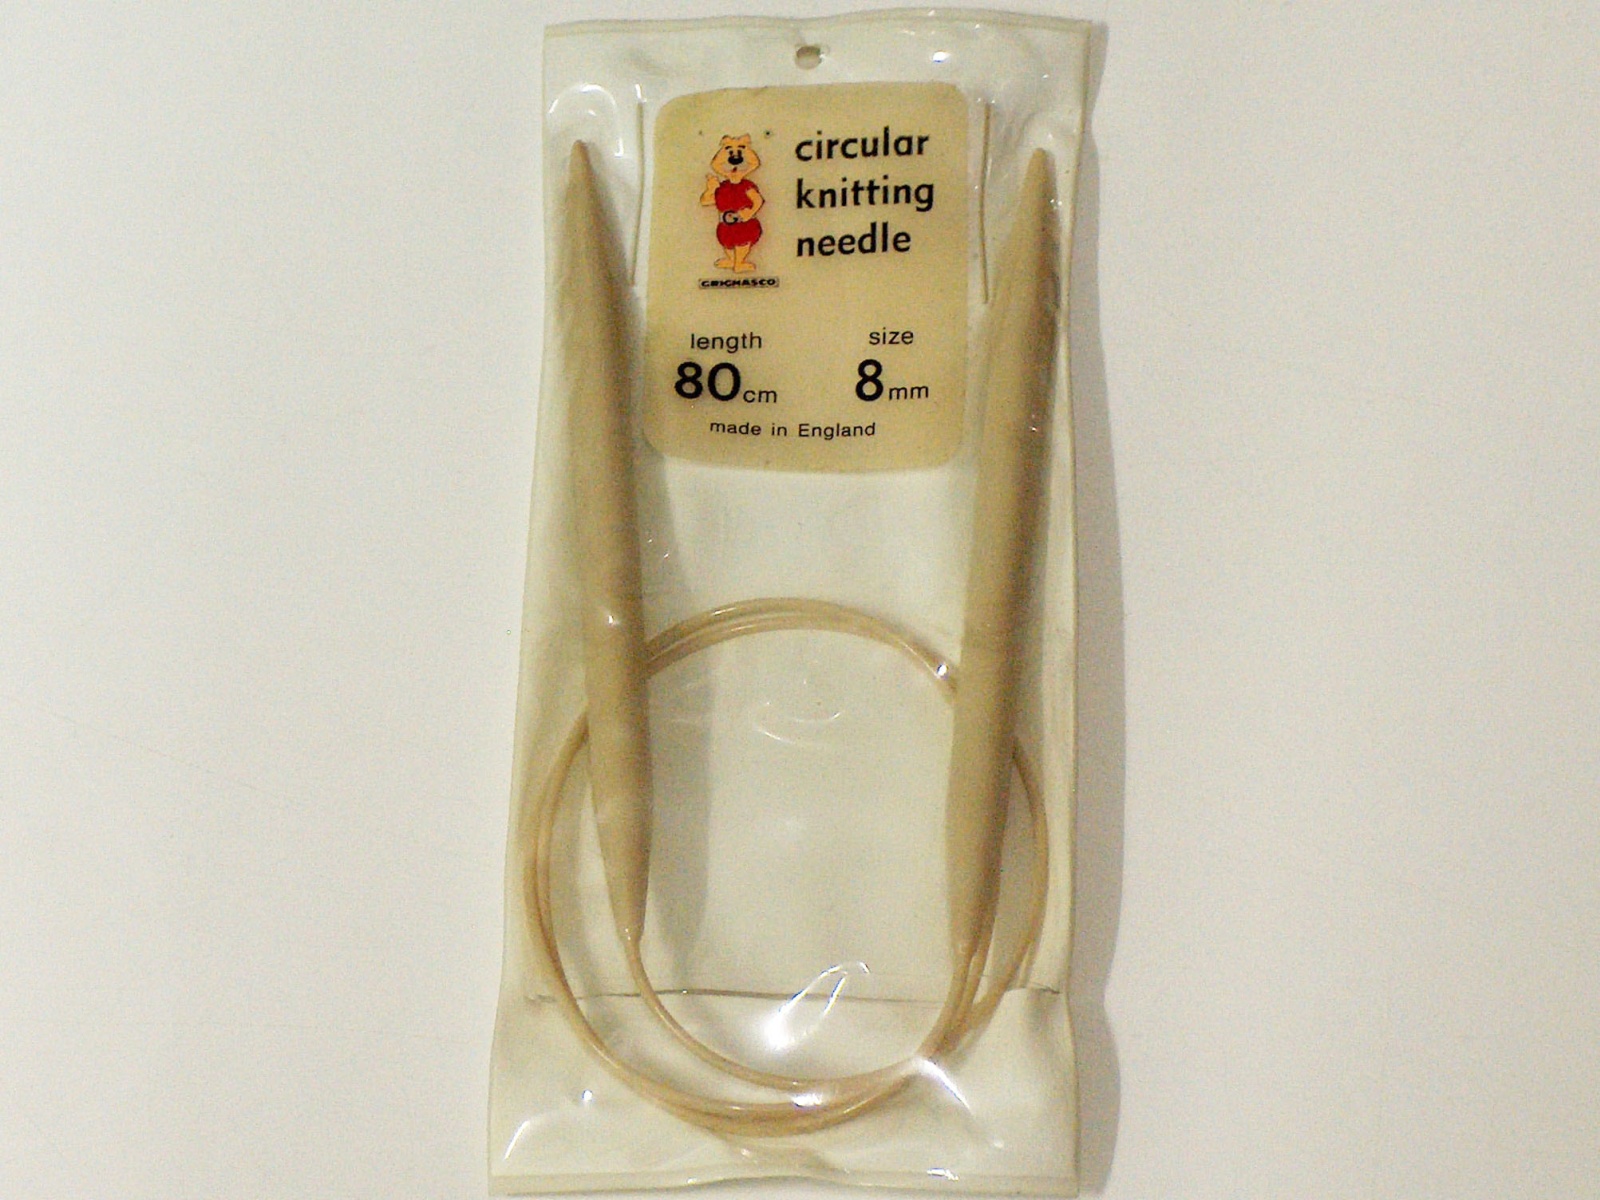 circular
knitting
needle
G
GRIGNASCO
length size
80cm 8mm
made in England